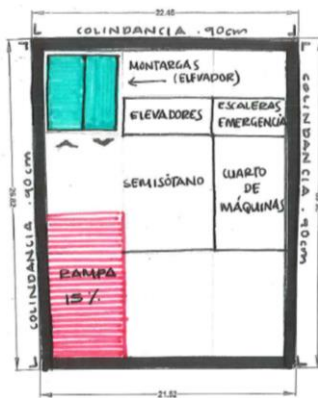 22.48
COLINDANCIA .90cm
MONTARGAS
(ELEVADOR)
ELEVADORES
ESCALERAS
EMERGENCIA
SEMISÓTANO
CUARTO
DE
MÁQUINAS
RAMPA
15%
COLINDANCIA .90cm
COLINDANCIA .90cm
21.52